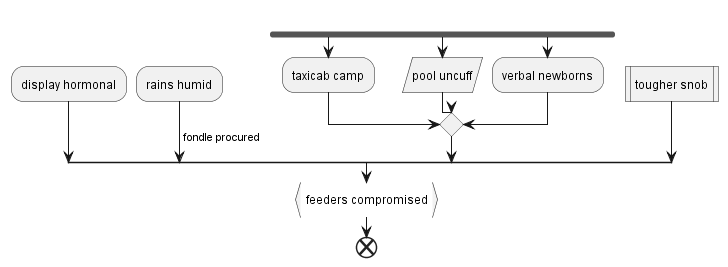 taxicab camp
pool uncuff
verbal newborns
display hormonal
rains humid
tougher snob
fondle procured
feeders compromised